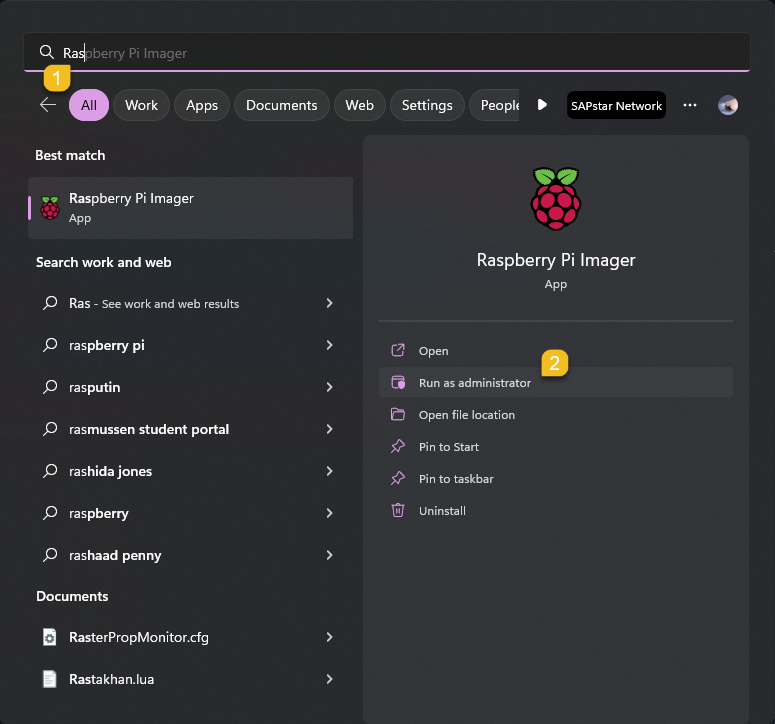 Raspberry Pi Imager
1
All Work Apps Documents Web Settings People SAPstar Network ...
Best match
Raspberry Pi Imager
App
Search work and web
Ras - See work and web results
raspberry pi
rasputin
rasmussen student portal
rashida jones
raspberry
rashaad penny
Documents
RasterPropMonitor.cfg
Rastakhan.lua
Raspberry Pi Imager
App
Open
2
Run as administrator
Open file location
Pin to Start
Pin to taskbar
Uninstall